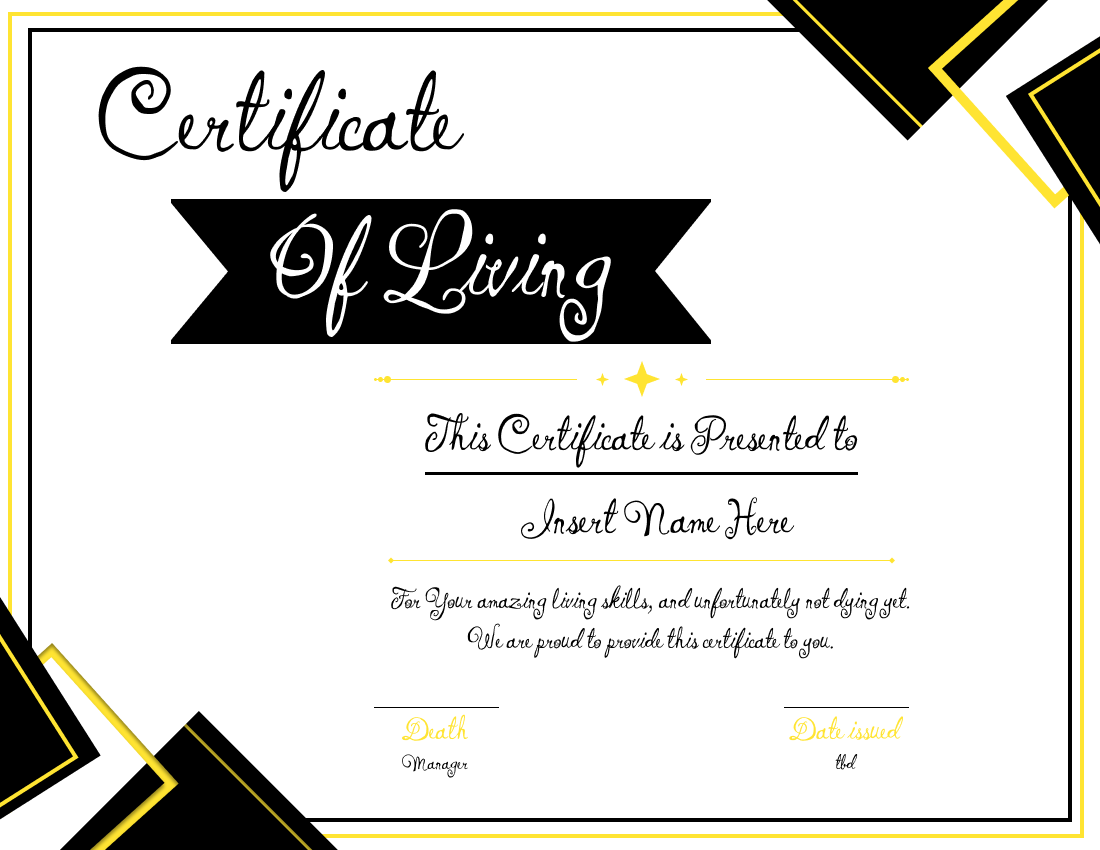 Certificate
Of Living
This Certificate is Presented to
Insert Name Here
For Your amazing living skills, and unfortunately not dying yet.
We are proud to provide this certificate to you.
Death
Date issued
Manager
tbd